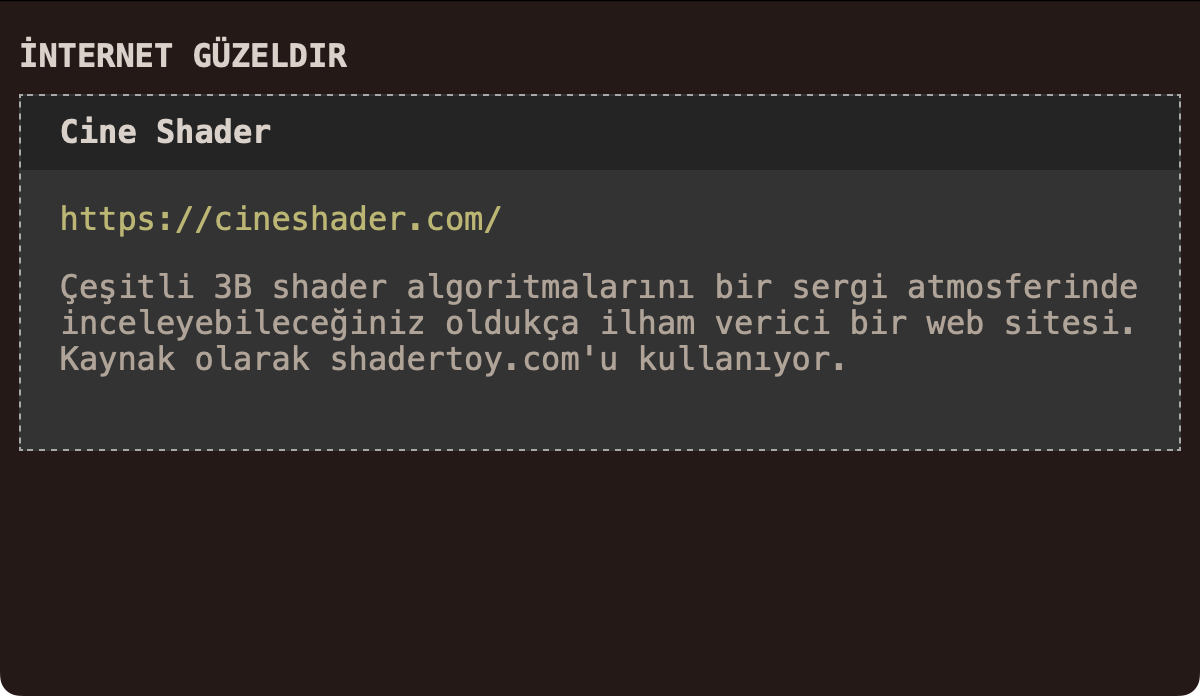 İNTERNET GÜZELDIR
Cine Shader
https://cineshader.com/
Çeşitli 3B shader algoritmalarını bir sergi atmosferinde
inceleyebileceğiniz oldukça ilham verici bir web sitesi.
Kaynak olarak shadertoy.com'u kullanıyor.